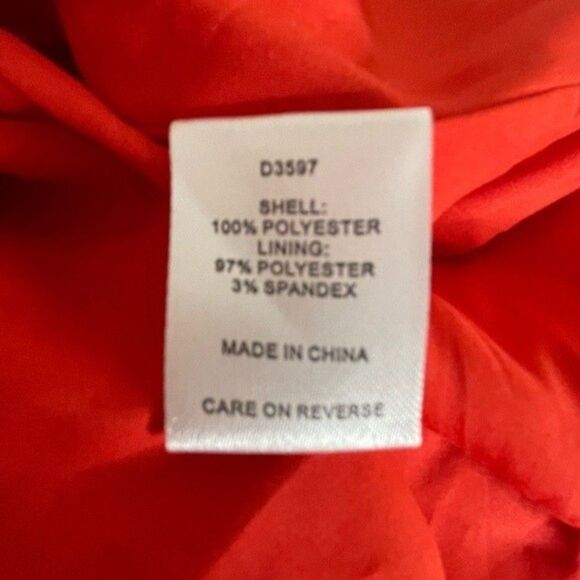 D3597
SHELL:
100% POLYESTER
LINING:
97% POLYESTER
3% SPANDEX
MADE IN CHINA
CARE ON REVERSE